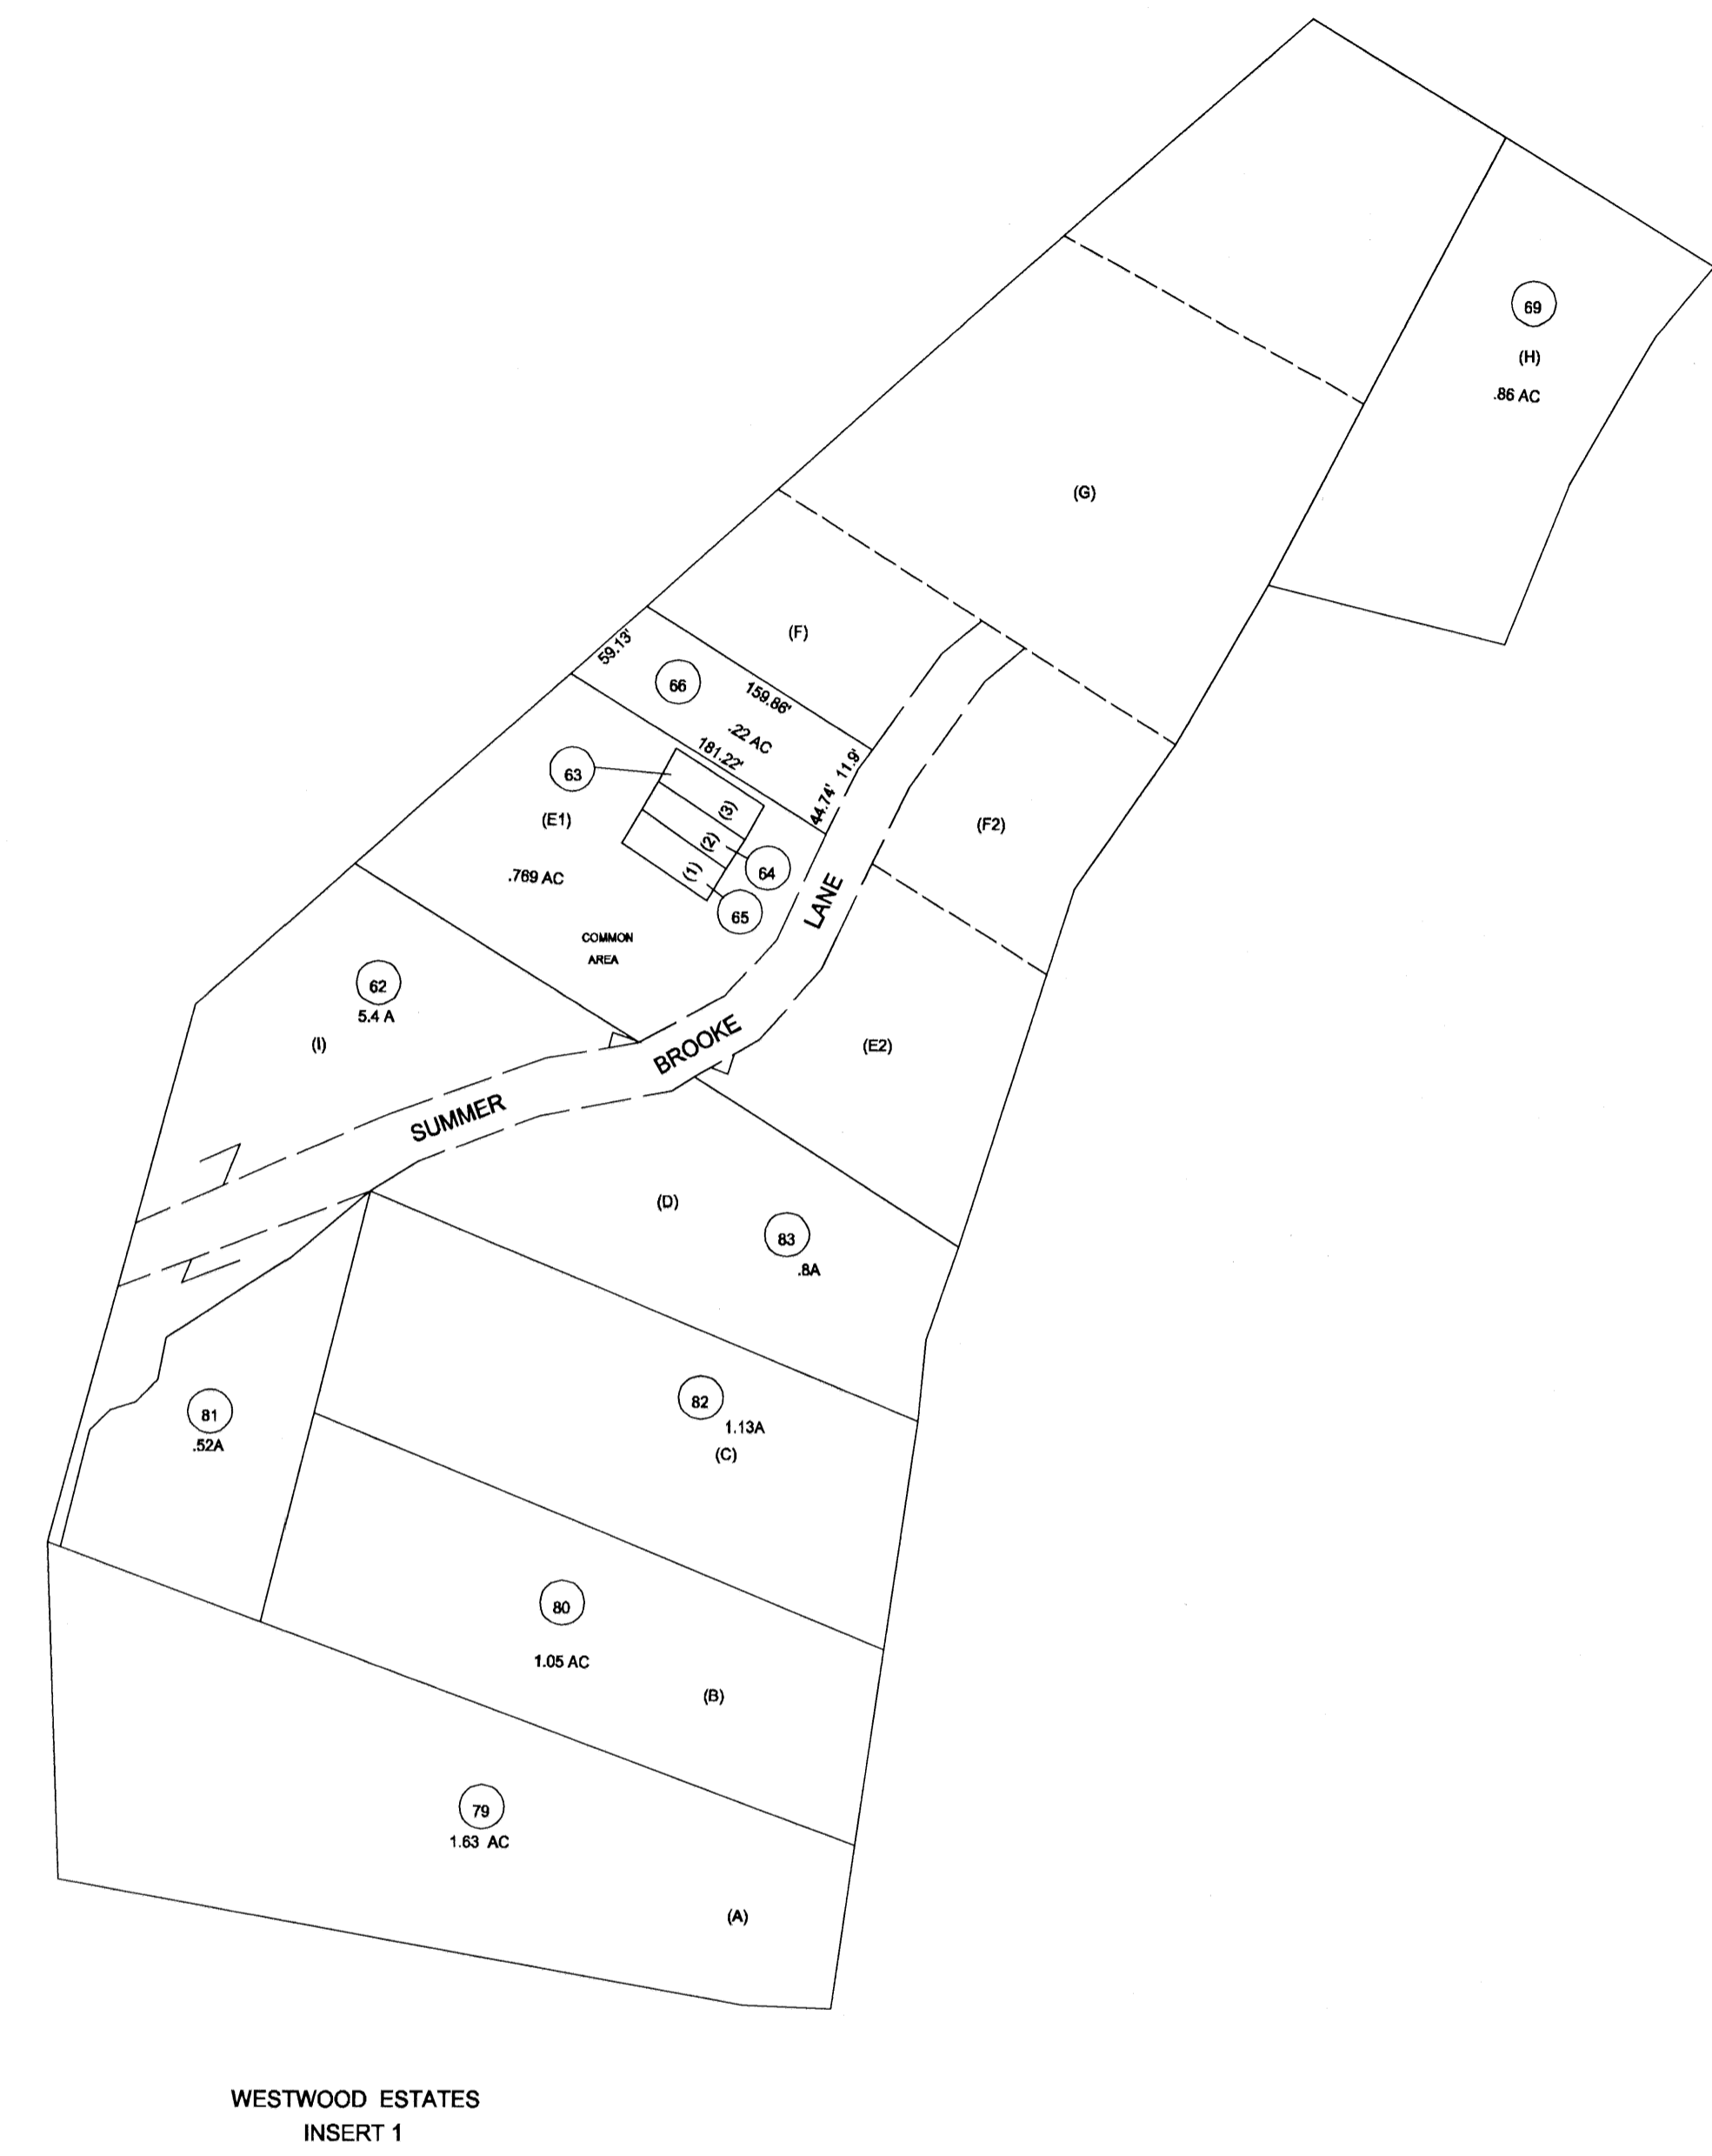 69
(H)
.86 AC
(G)
(F)
59.13'
66
159.86'
.22 AC
181.22'
44.74' 11.9'
63
(E1)
(3)
(2)
(1)
64
65
.769 AC
COMMON
AREA
(F2)
LANE
62
5.4 A
(I)
BROOKE
(E2)
SUMMER
(D)
83
.8A
82
1.13A
(C)
81
.52A
80
1.05 AC
(B)
79
1.63 AC
(A)
WESTWOOD ESTATES
INSERT 1